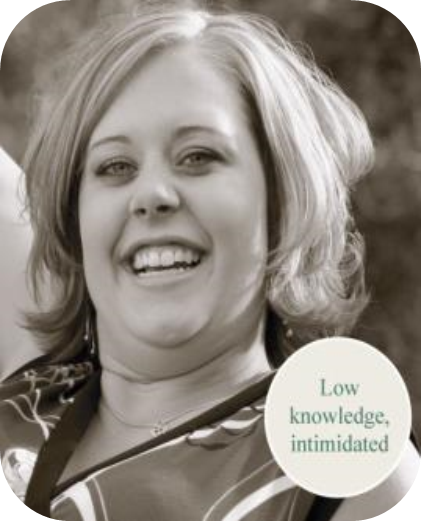 Low
knowledge,
intimidated